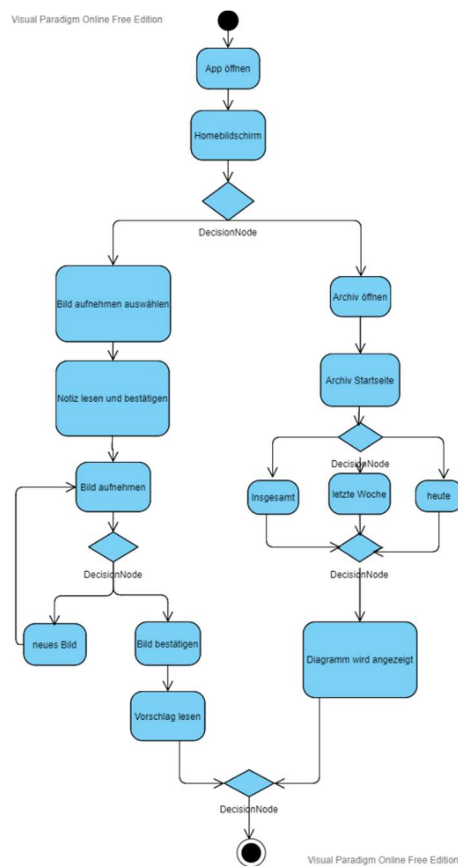 Visual Paradigm Online Free Edition
App öffnen
Homebildschirm
DecisionNode
Bild aufnehmen auswählen
Notiz lesen und bestätigen
Bild aufnehmen
DecisionNode
neues Bild
Bild bestätigen
Vorschlag lesen
Archiv öffnen
Archiv Startseite
DecisionNode
Insgesamt
letzte Woche
heute
DecisionNode
Diagramm wird angezeigt
DecisionNode
Visual Paradigm Online Free Edition